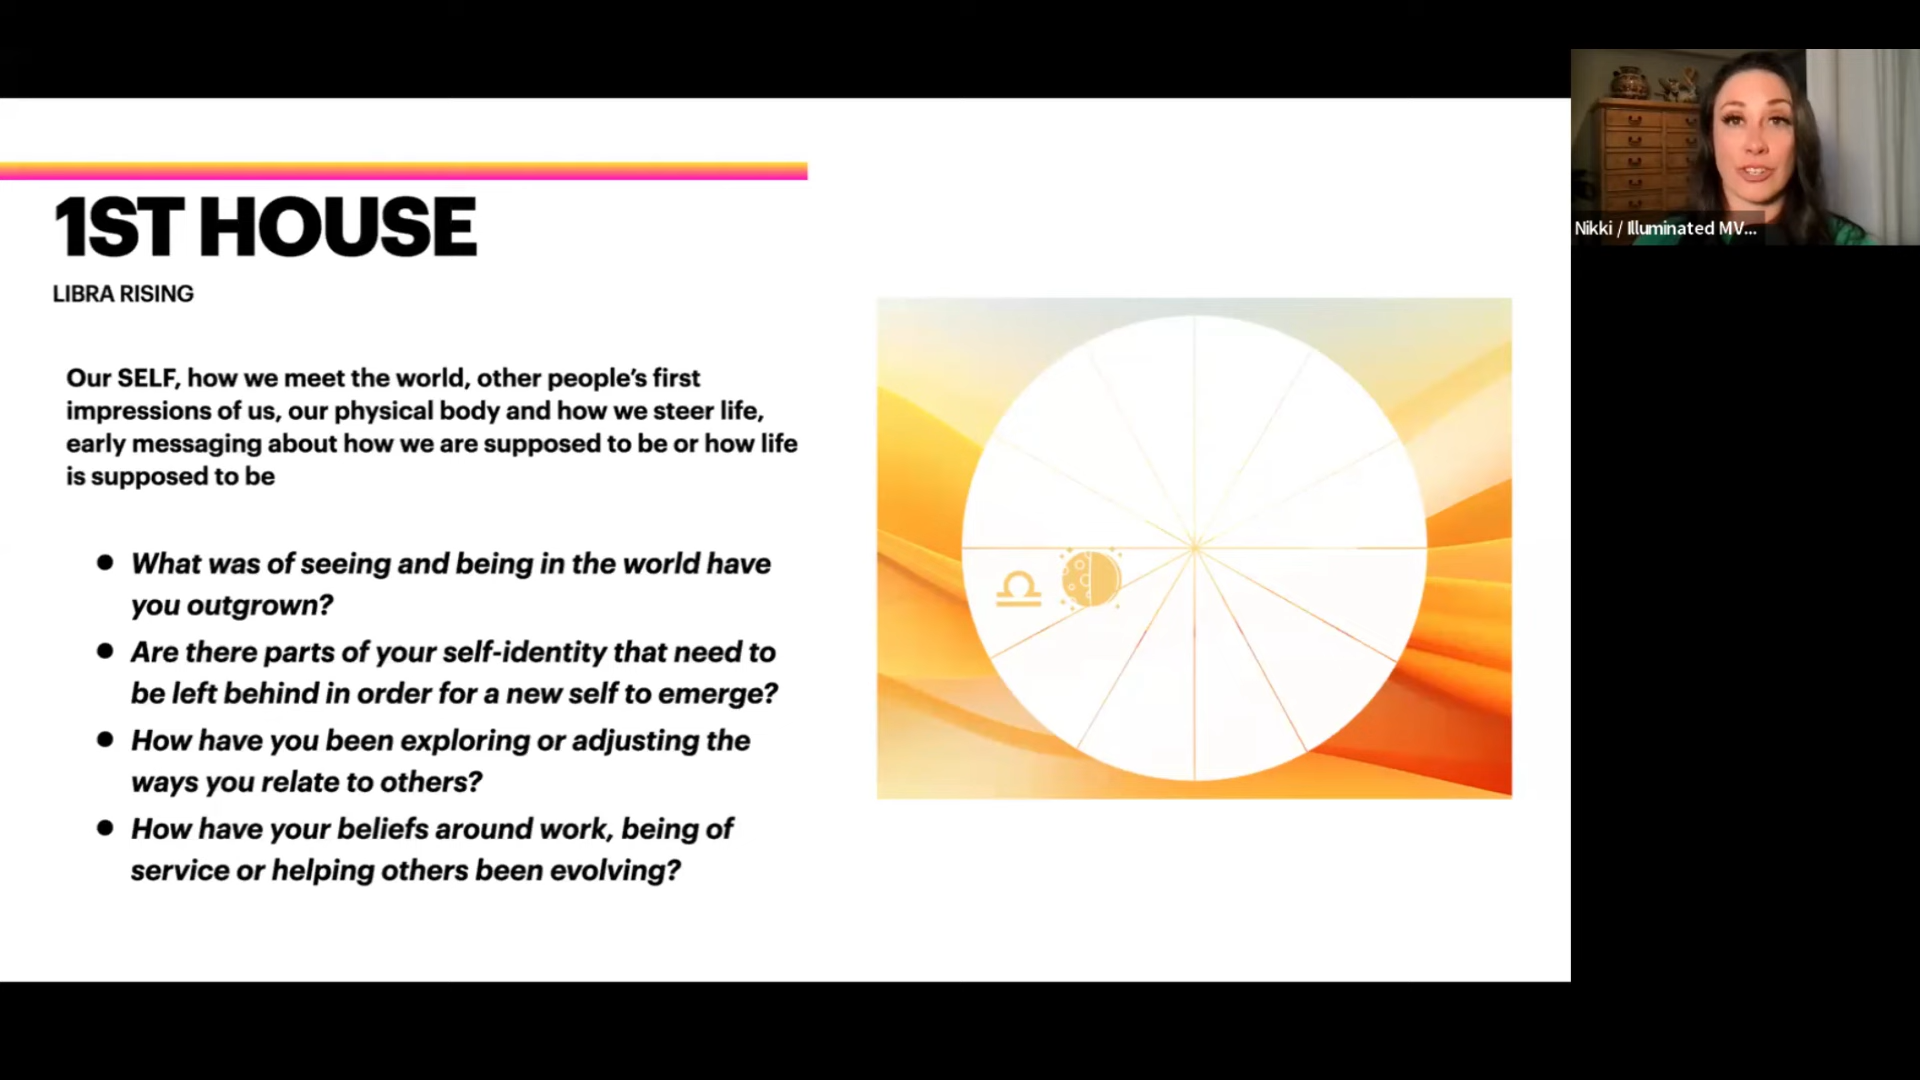 1ST HOUSE
LIBRA RISING
Our SELF, how we meet the world, other people’s first
impressions of us, our physical body and how we steer life,
early messaging about how we are supposed to be or how life
is supposed to be
● What was of seeing and being in the world have
you outgrown?
● Are there parts of your self-identity that need to
be left behind in order for a new self to emerge?
● How have you been exploring or adjusting the
ways you relate to others?
● How have your beliefs around work, being of
service or helping others been evolving?
♎
Nikki / Illuminated MV...